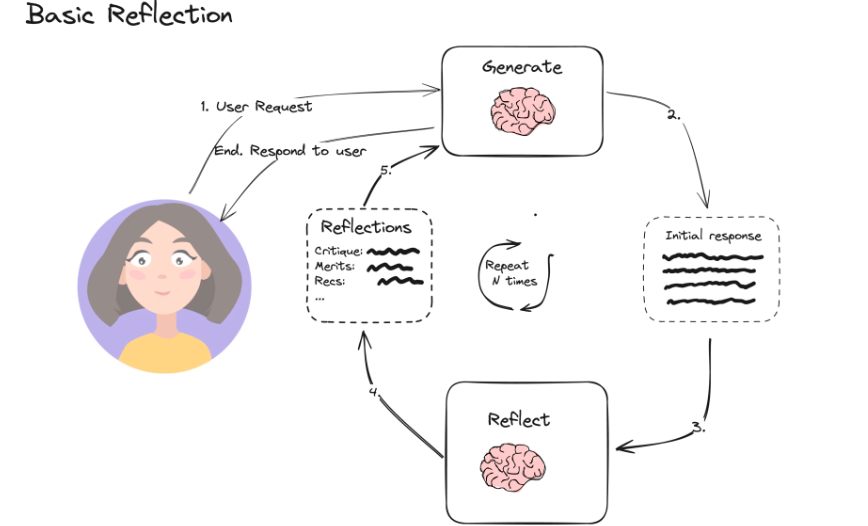 Basic Reflection
Generate
1. User Request
2.
End. Respond to user
5.
Reflections
Critique:
Merits:
Recs:
...
Repeat
N times
Initial response
4.
Reflect
3.